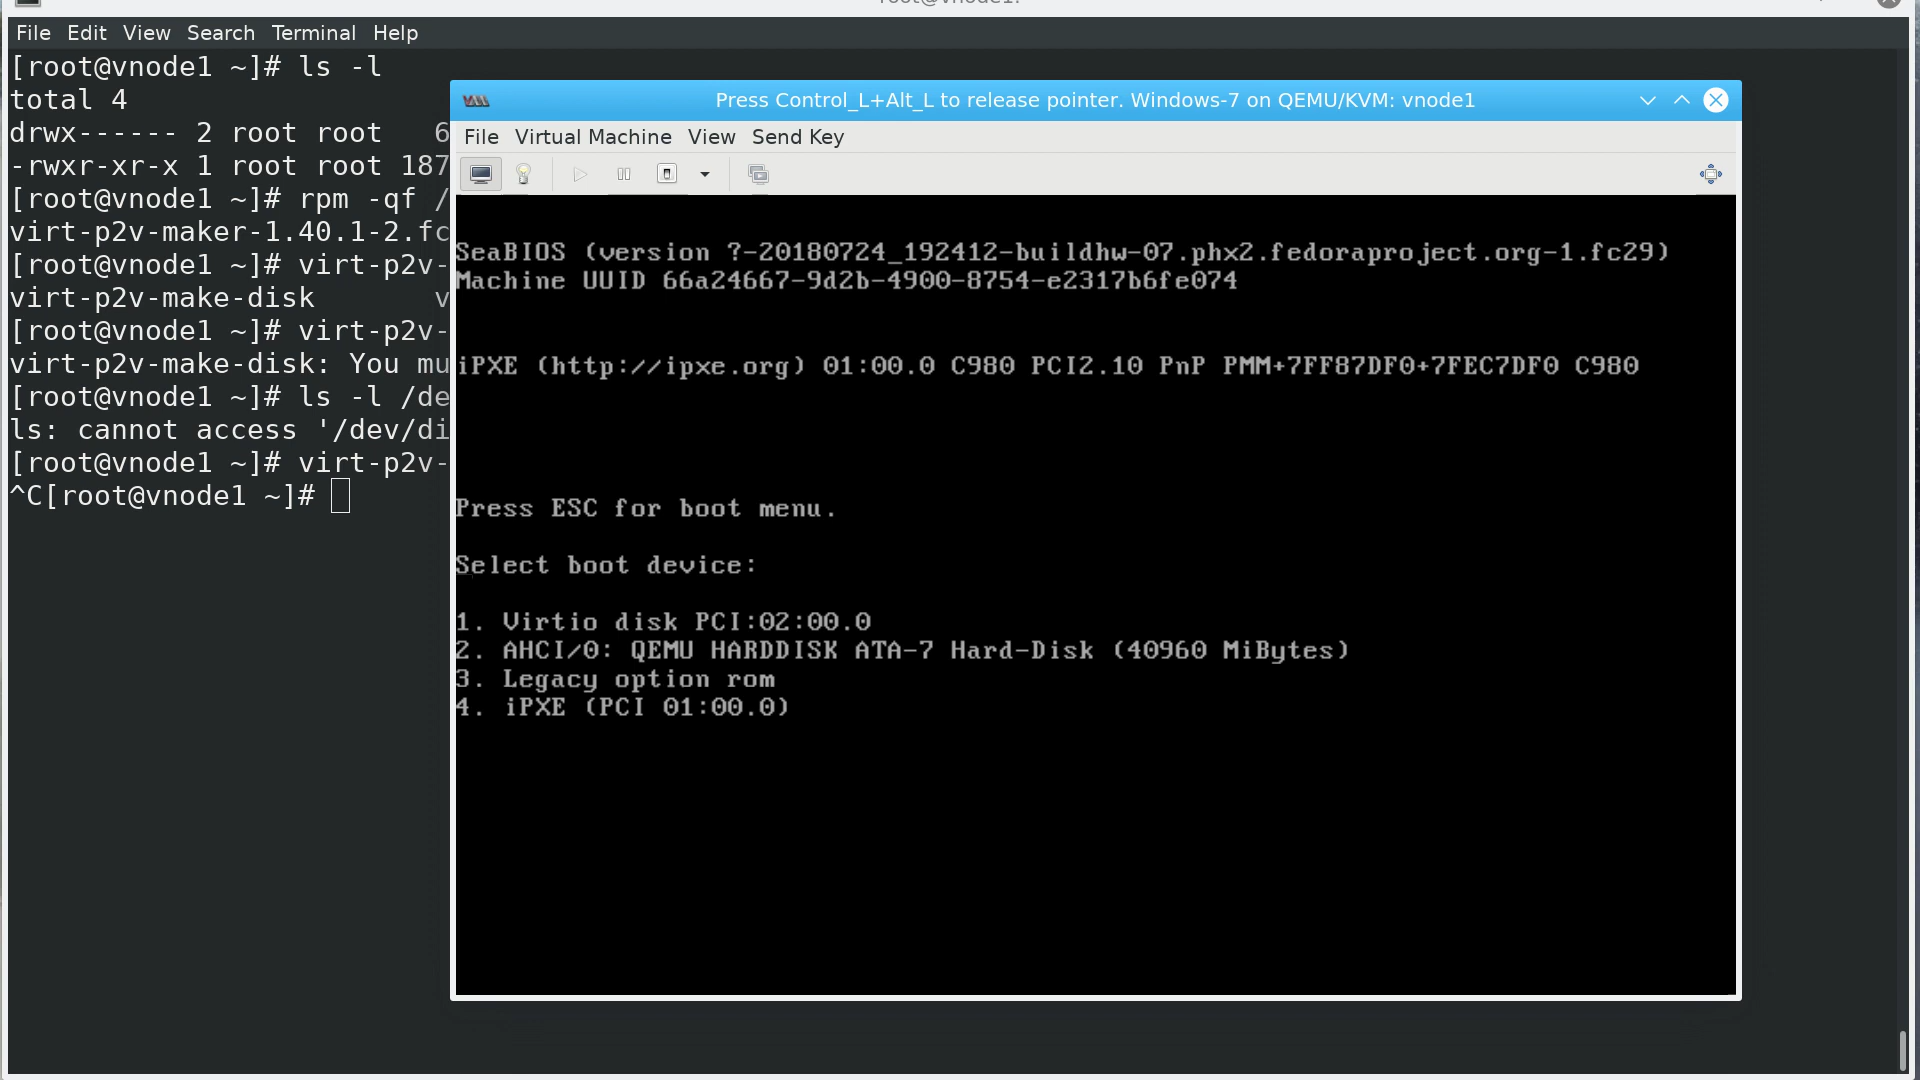 root@vnode1:
File Edit View Search Terminal Help
[root@vnode1 ~]# ls -l
total 4
drwx------ 2 root root 6
-rwxr-xr-x 1 root root 187
[root@vnode1 ~]# rpm -qf /
virt-p2v-maker-1.40.1-2.fc
[root@vnode1 ~]# virt-p2v-
virt-p2v-make-disk v
[root@vnode1 ~]# virt-p2v-
virt-p2v-make-disk: You mu
[root@vnode1 ~]# ls -l /de
ls: cannot access '/dev/di
[root@vnode1 ~]# virt-p2v-
^C[root@vnode1 ~]#
Press Control_L+Alt_L to release pointer. Windows-7 on QEMU/KVM: vnode1
File Virtual Machine View Send Key
SeaBIOS (version ?-20180724_192412-buildhw-07.phx2.fedoraproject.org-1.fc29)
Machine UUID 66a24667-9d2b-4900-8754-e2317b6fe074
iPXE (http://ipxe.org) 01:00.0 C980 PCI2.10 PnP PMM+7FF87DF0+7FEC7DF0 C980
Press ESC for boot menu.
Select boot device:
1. Virtio disk PCI:02:00.0
2. AHCI/0: QEMU HARDDISK ATA-7 Hard-Disk (40960 MiBytes)
3. Legacy option rom
4. iPXE (PCI 01:00.0)